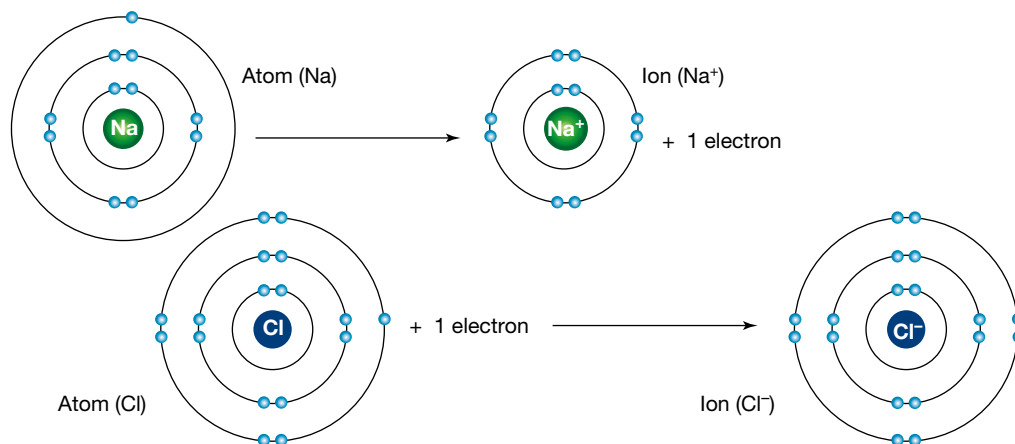 Atom (Na)
Ion (Na⁺)
Na
Na⁺
+ 1 electron
Cl
+ 1 electron
Cl⁻
Atom (Cl)
Ion (Cl⁻)